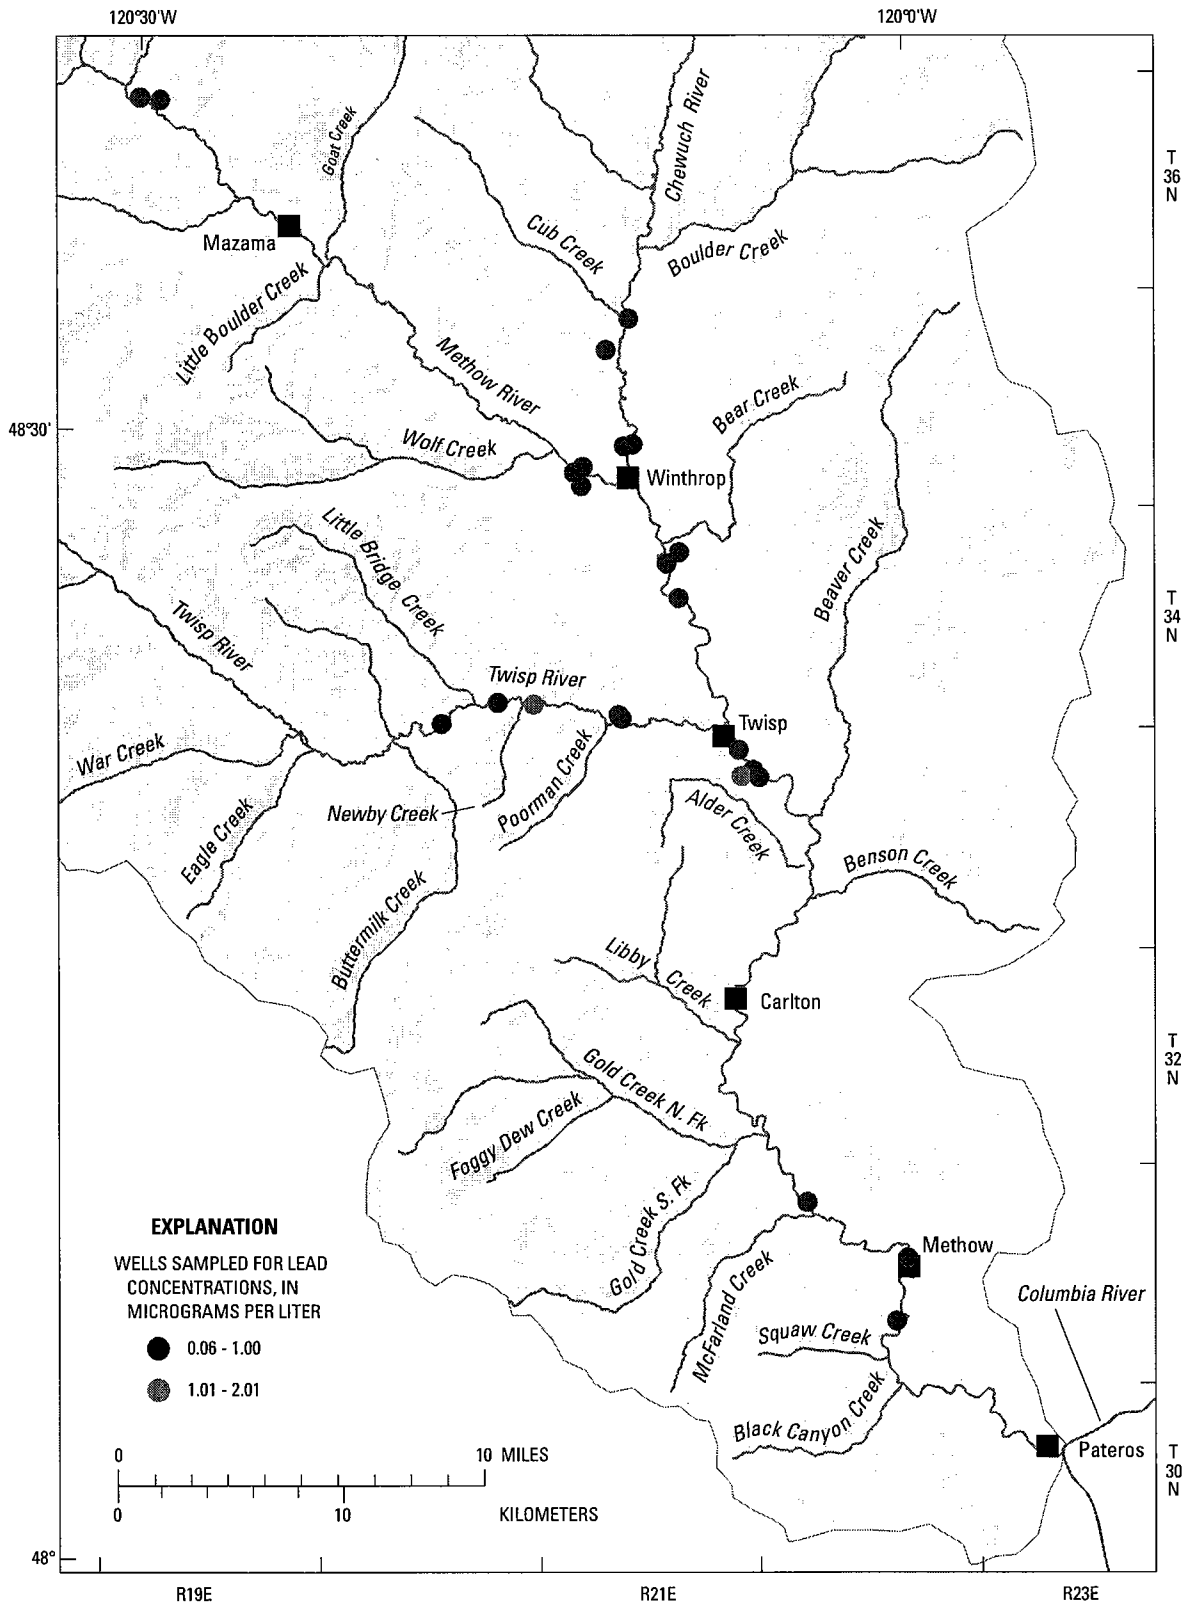 120°30'W
120°0'W
Goat Creek
Chewuch River
T
36
N
Cub Creek
Boulder Creek
Mazama
Little Boulder Creek
Methow River
Bear Creek
48°30'
Wolf Creek
Winthrop
Little Bridge Creek
Beaver Creek
T
34
N
Twisp River
Twisp River
Twisp
War Creek
Newby Creek
Poorman Creek
Alder Creek
Eagle Creek
Benson Creek
Buttermilk Creek
Libby Creek
Carlton
T
32
N
Gold Creek N. Fk
Foggy Dew Creek
Gold Creek S. Fk
EXPLANATION
WELLS SAMPLED FOR LEAD
CONCENTRATIONS, IN
MICROGRAMS PER LITER
0.06 - 1.00
1.01 - 2.01
Methow
McFarland Creek
Columbia River
Squaw Creek
Black Canyon Creek
Pateros
T
30
N
0 10 MILES
0 10 KILOMETERS
48°
R19E
R21E
R23E